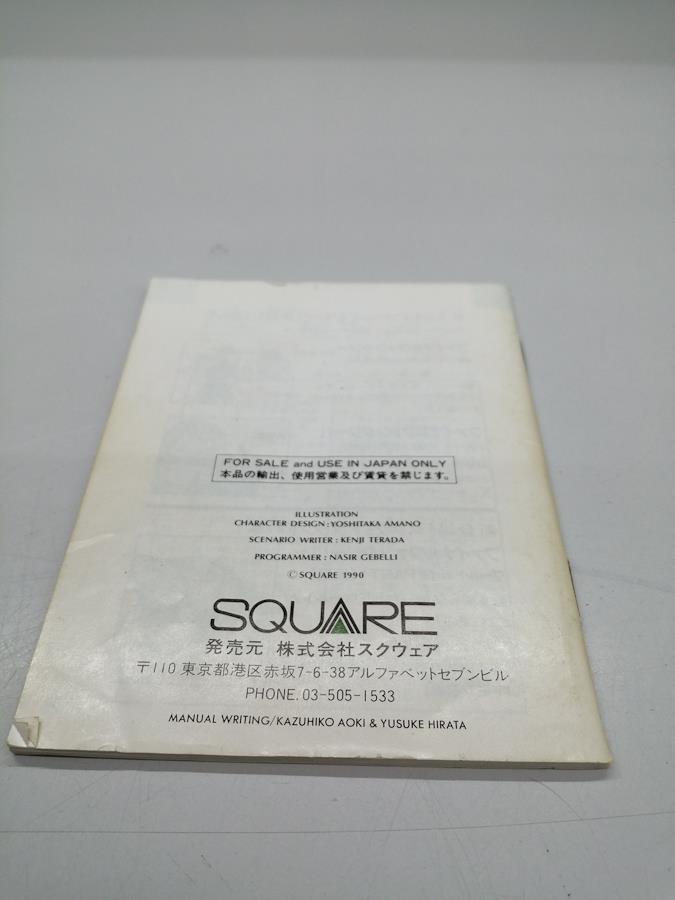 FOR SALE and USE IN JAPAN ONLY
本品の輸出、使用営業及び賃貸を禁じます。
ILLUSTRATION
CHARACTER DESIGN : YOSHITAKA AMANO
SCENARIO WRITER : KENJI TERADA
PROGRAMMER : NASIR GEBELLI
© SQUARE 1990
SQUARE
発売元 株式会社スクウェア
〒110 東京都港区赤坂7-6-38アルファベットセブンビル
PHONE. 03-505-1533
MANUAL WRITING/KAZUHIKO AOKI & YUSUKE HIRATA